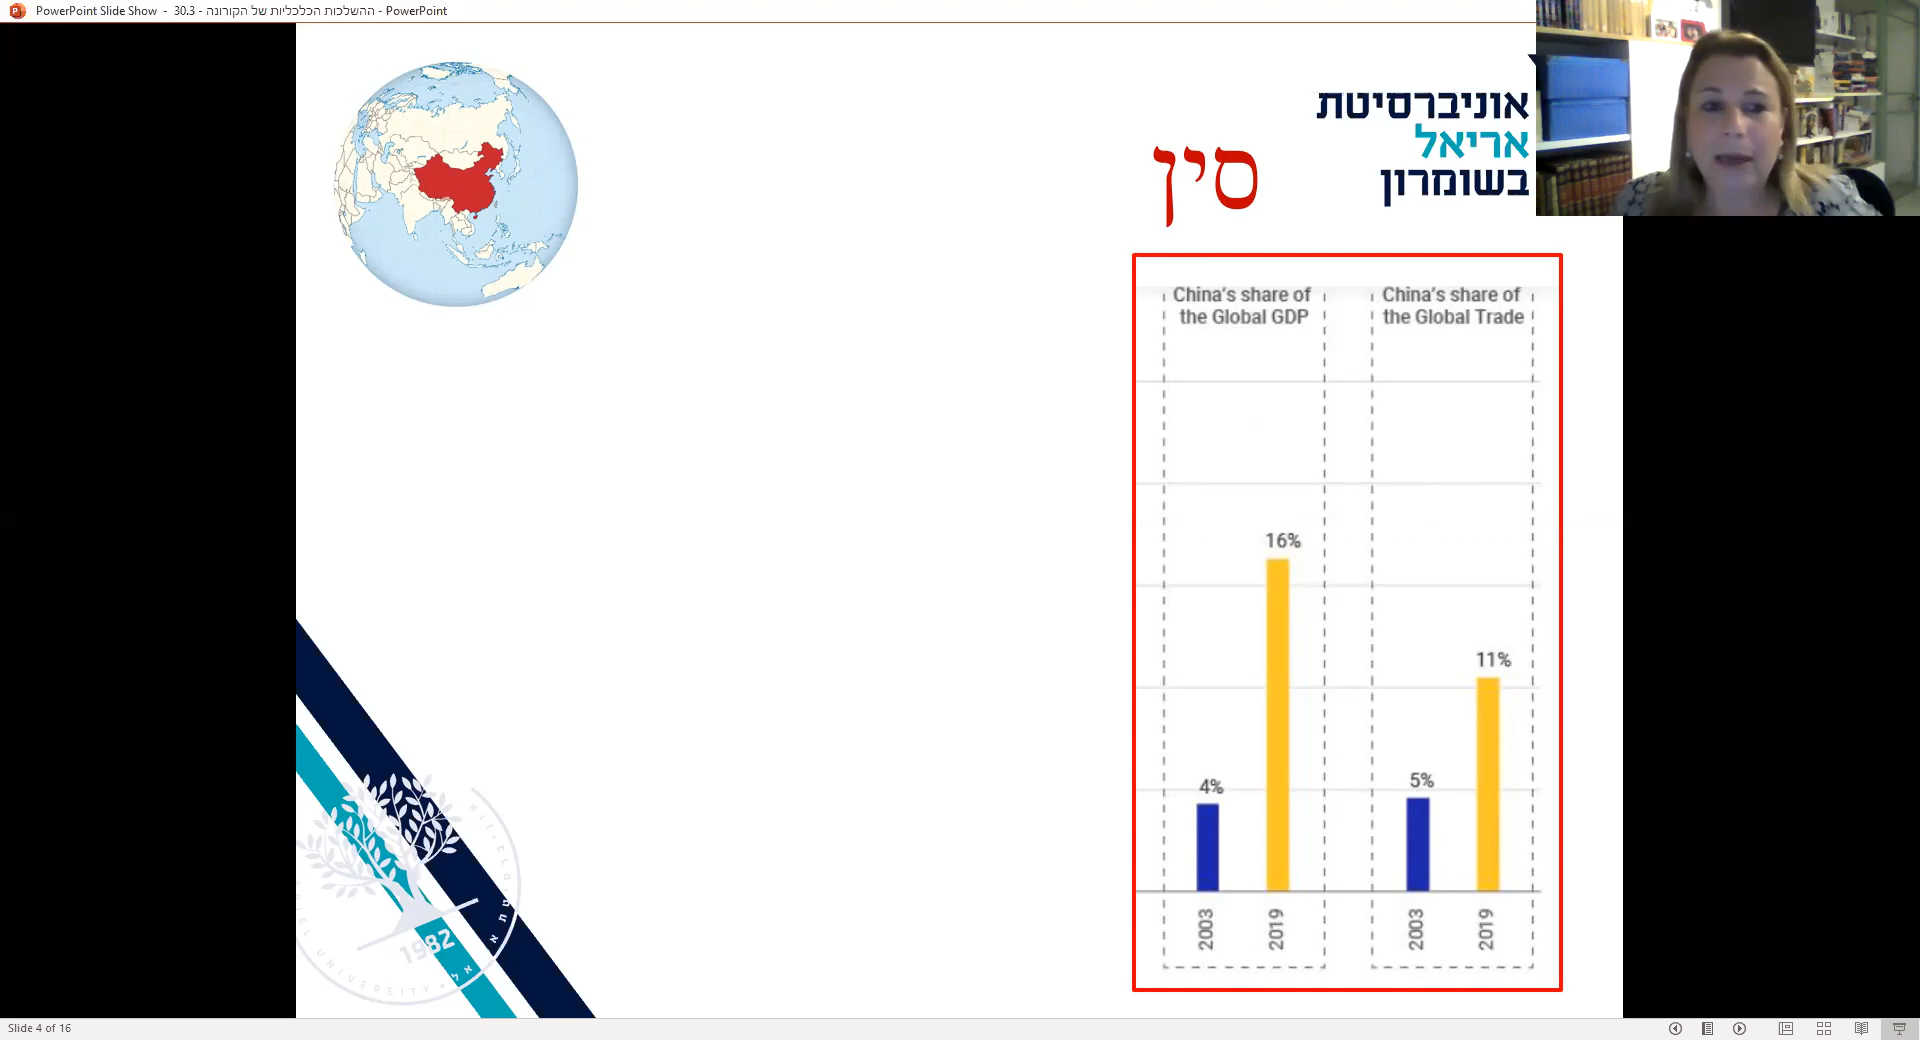 PowerPoint Slide Show - 30.3 - ההשלכות הכלכליות של הקורונה - PowerPoint
אוניברסיטת
אריאל
בשומרון
סין
China's share of
the Global GDP
China's share of
the Global Trade
16%
11%
4%
5%
2003
2019
2003
2019
1982
UNIVERSITY
Slide 4 of 16